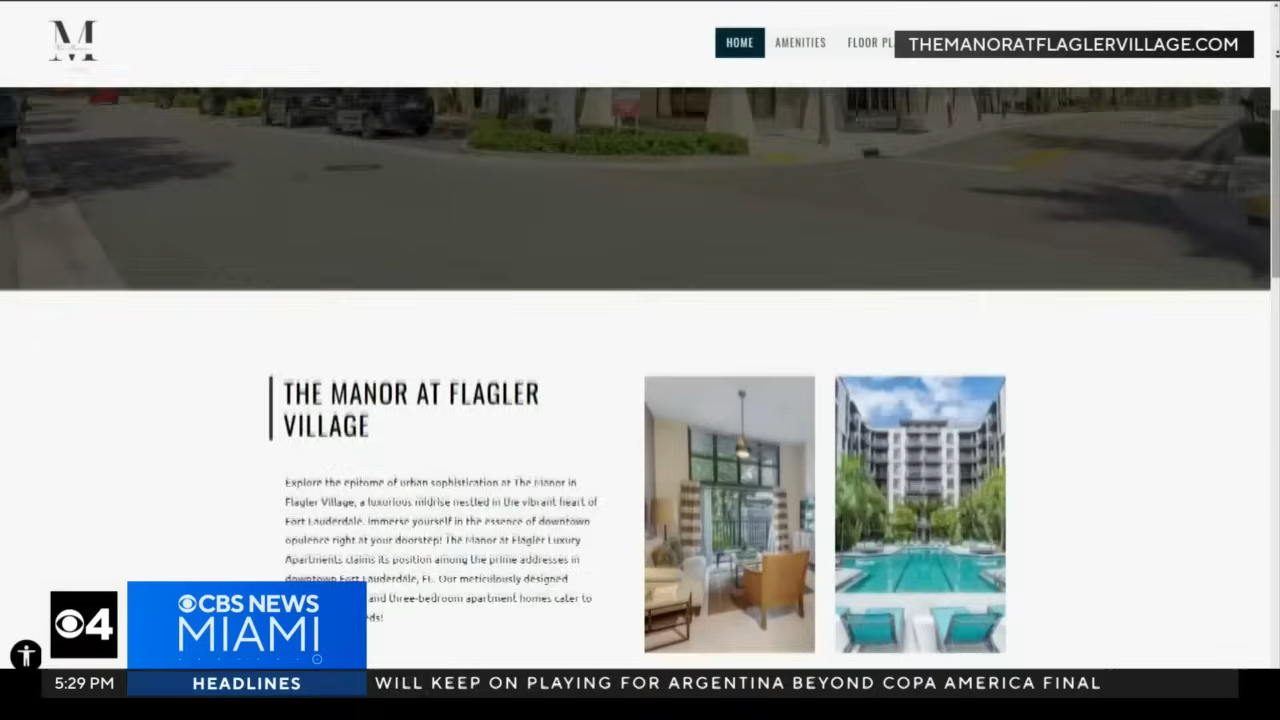 M
HOME
AMENITIES
FLOOR PL
THEMANORATFLAGLERVILLAGE.COM
THE MANOR AT FLAGLER
VILLAGE
Explore the epitome of urban sophistication at The Manor in
Flagler Village, a luxurious midrise nestled in the vibrant heart of
Fort Lauderdale. Immerse yourself in the essence of downtown
opulence right at your doorstep! The Manor at Flagler Luxury
Apartments claims its position among the prime addresses in
downtown Fort Lauderdale, FL. Our meticulously designed
and three-bedroom apartment homes cater to
eds!
4
CBS NEWS
MIAMI
5:29 PM
HEADLINES
WILL KEEP ON PLAYING FOR ARGENTINA BEYOND COPA AMERICA FINAL